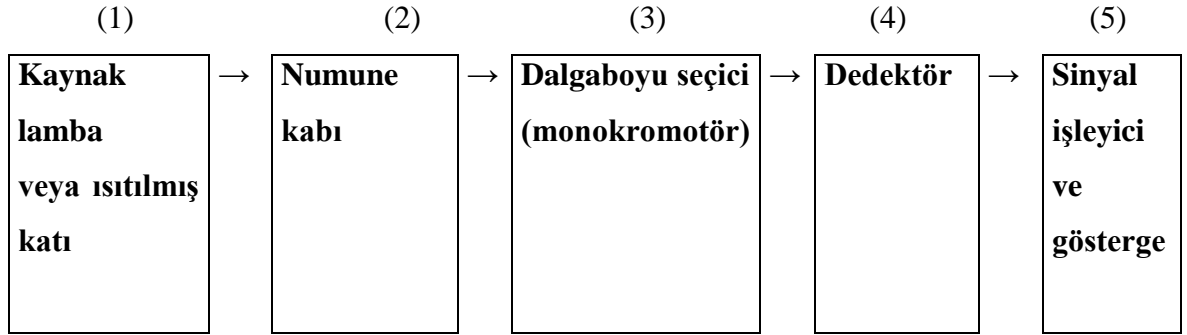 (1) (2) (3) (4) (5)
Kaynak → Numune → Dalgaboyu seçici → Dedektör → Sinyal
lamba kabı (monokromotör) işleyici
veya ısıtılmış ve
katı gösterge